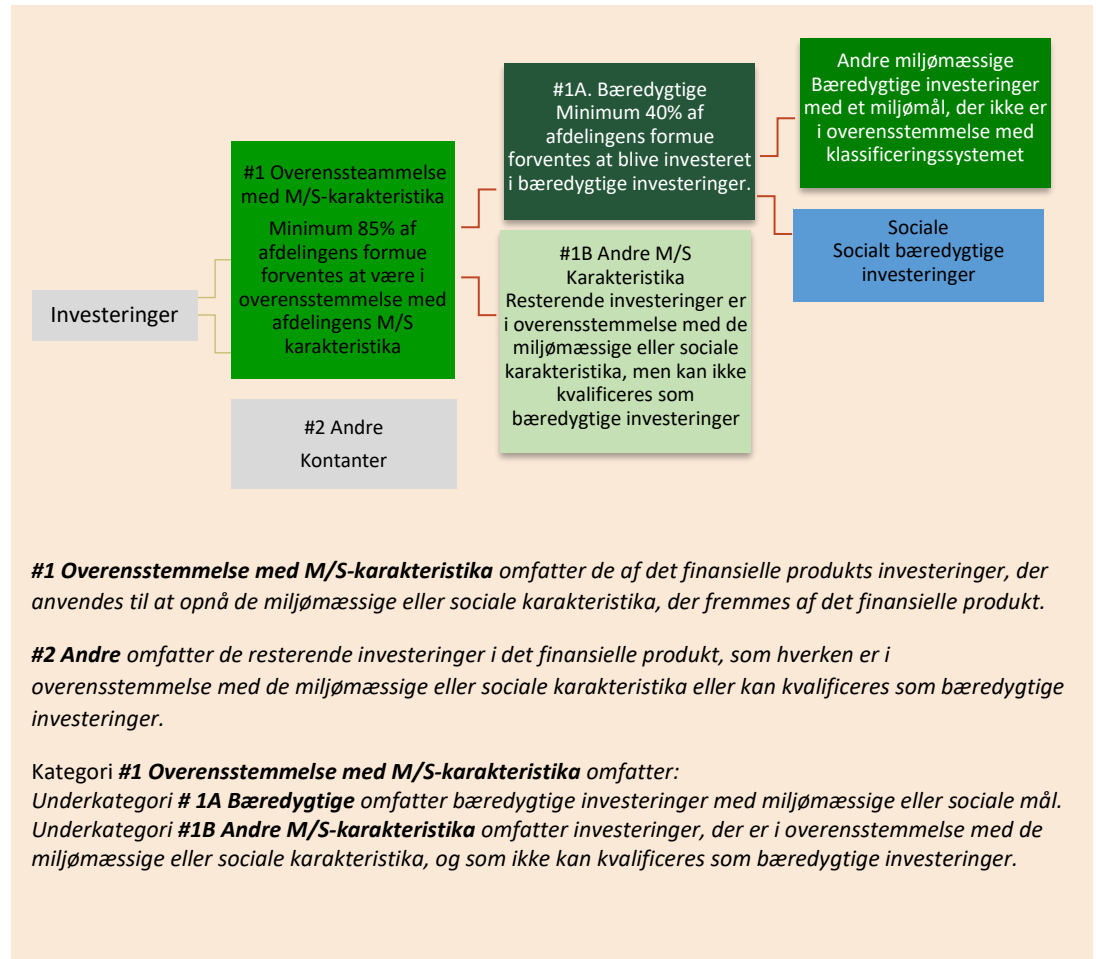 Investeringer
#1 Overenssteammelse
med M/S-karakteristika
Minimum 85% af
afdelingens formue
forventes at være i
overensstemmelse med
afdelingens M/S
karakteristika
#2 Andre
Kontanter
#1A. Bæredygtige
Minimum 40% af
afdelingens formue
forventes at blive investeret
i bæredygtige investeringer.
#1B Andre M/S
Karakteristika
Resterende investeringer er
i overensstemmelse med de
miljømæssige eller sociale
karakteristika, men kan ikke
kvalificeres som
bæredygtige investeringer
Andre miljømæssige
Bæredygtige investeringer
med et miljømål, der ikke er
i overensstemmelse med
klassificeringssystemet
Sociale
Socialt bæredygtige
investeringer
#1 Overensstemmelse med M/S-karakteristika omfatter de af det finansielle produkts investeringer, der
anvendes til at opnå de miljømæssige eller sociale karakteristika, der fremmes af det finansielle produkt.
#2 Andre omfatter de resterende investeringer i det finansielle produkt, som hverken er i
overensstemmelse med de miljømæssige eller sociale karakteristika eller kan kvalificeres som bæredygtige
investeringer.
Kategori #1 Overensstemmelse med M/S-karakteristika omfatter:
Underkategori # 1A Bæredygtige omfatter bæredygtige investeringer med miljømæssige eller sociale mål.
Underkategori #1B Andre M/S-karakteristika omfatter investeringer, der er i overensstemmelse med de
miljømæssige eller sociale karakteristika, og som ikke kan kvalificeres som bæredygtige investeringer.